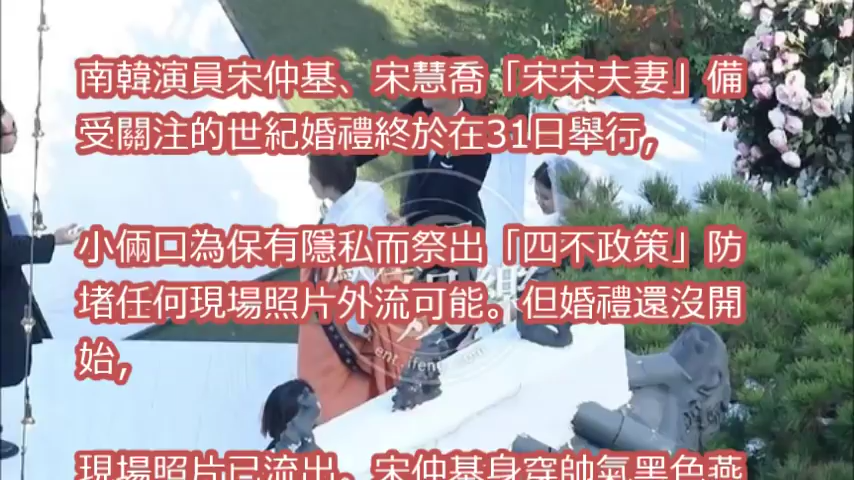 南韓演員宋仲基、宋慧喬「宋宋夫妻」備
受關注的世紀婚禮終於在31日舉行，
小倆口為保有隱私而祭出「四不政策」防
堵任何現場照片外流可能。但婚禮還沒開
始，
ent.ifeng.com
現場照片已流出。宋仲基身穿帥氣黑色燕